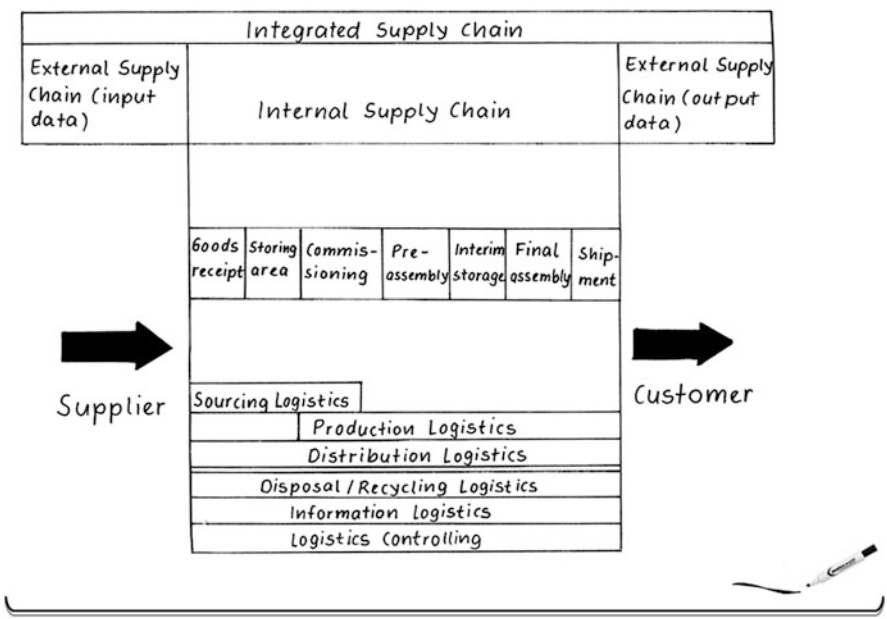 Integrated Supply Chain
External Supply
Chain (input
data)
Internal Supply Chain
External Supply
Chain (output
data)
Goods
receipt
Storing
area
Commis-
sioning
Pre-
assembly
Interim
storage
Final
assembly
Ship-
ment
Supplier
Customer
Sourcing Logistics
Production Logistics
Distribution Logistics
Disposal / Recycling Logistics
Information Logistics
Logistics Controlling